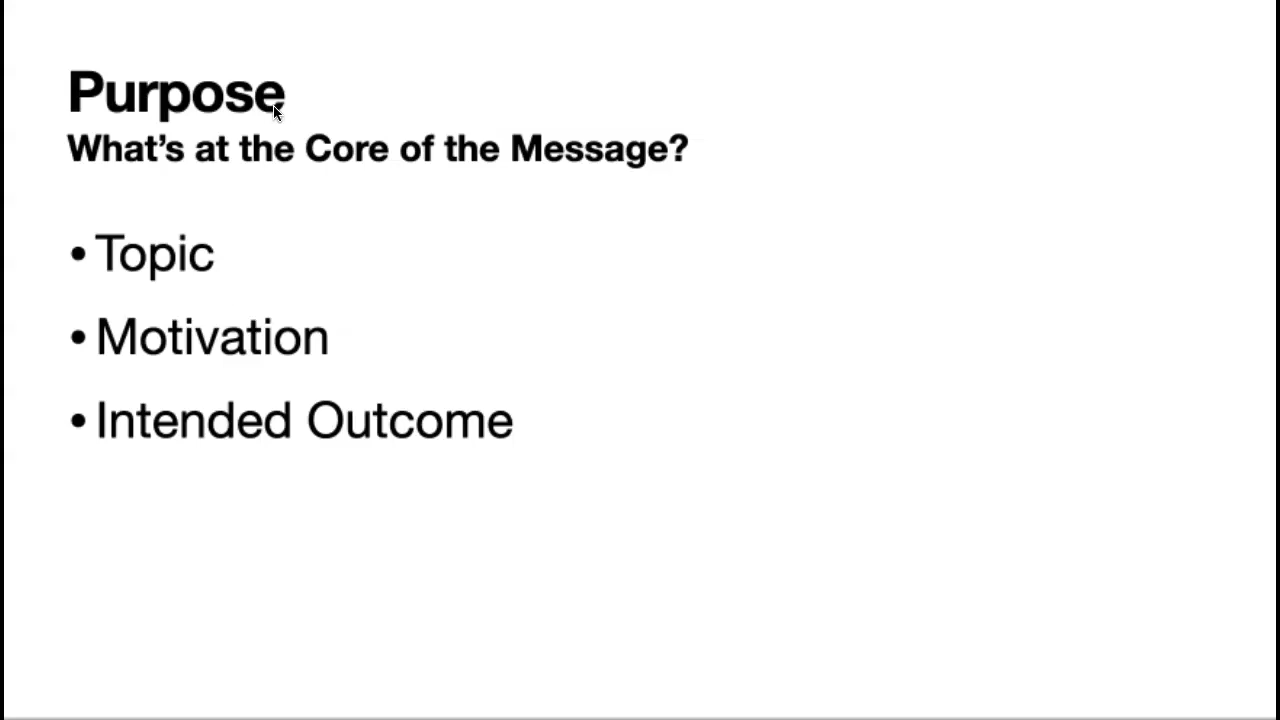 Purpose
What’s at the Core of the Message?
• Topic
• Motivation
• Intended Outcome